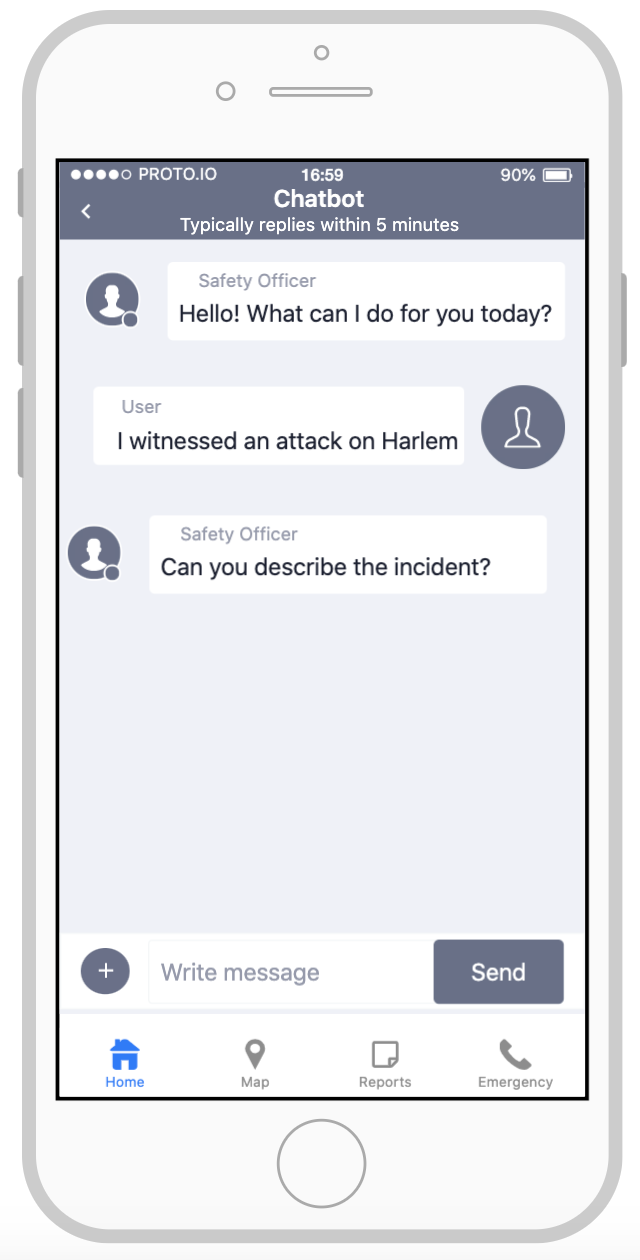 PROTO.IO 16:59 90%
Chatbot
Typically replies within 5 minutes
Safety Officer
Hello! What can I do for you today?
User
I witnessed an attack on Harlem
Safety Officer
Can you describe the incident?
Write message Send
Home Map Reports Emergency